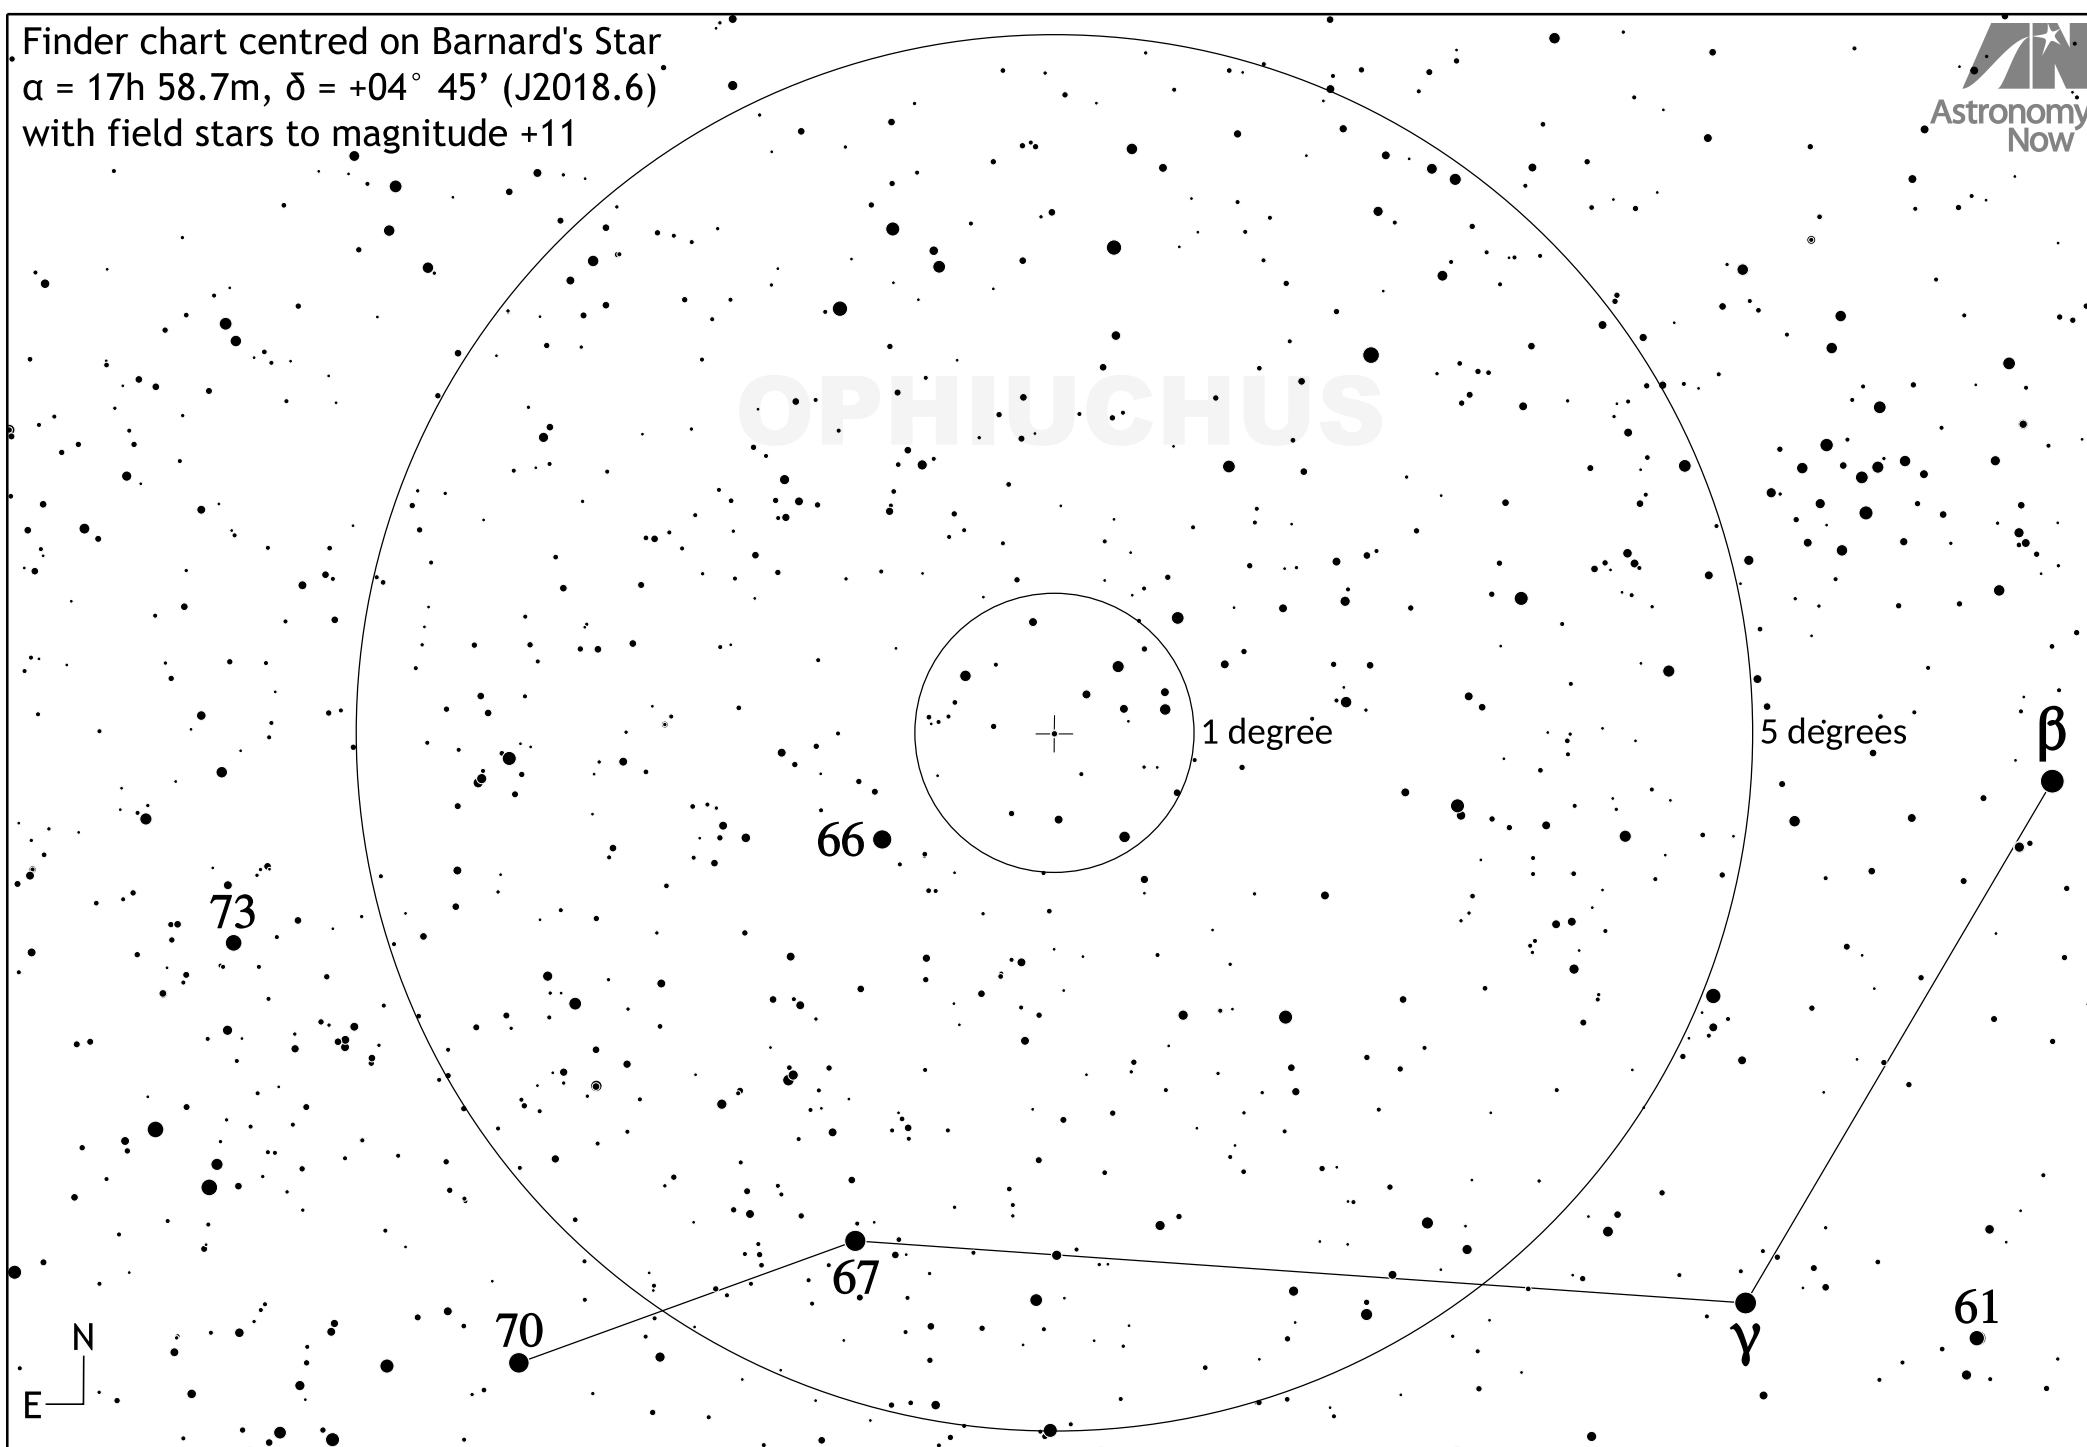 Finder chart centred on Barnard's Star
α = 17h 58.7m, δ = +04° 45’ (J2018.6)
with field stars to magnitude +11
AN
Astronomy
Now
OPHIUCHUS
1 degree
5 degrees
β
66
73
67
70
γ
61
N
E